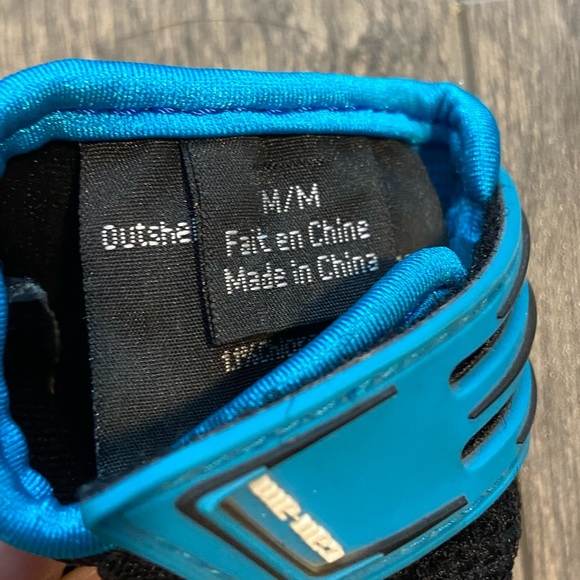 M/M
Fait en Chine
Made in China
Outshe
can-am